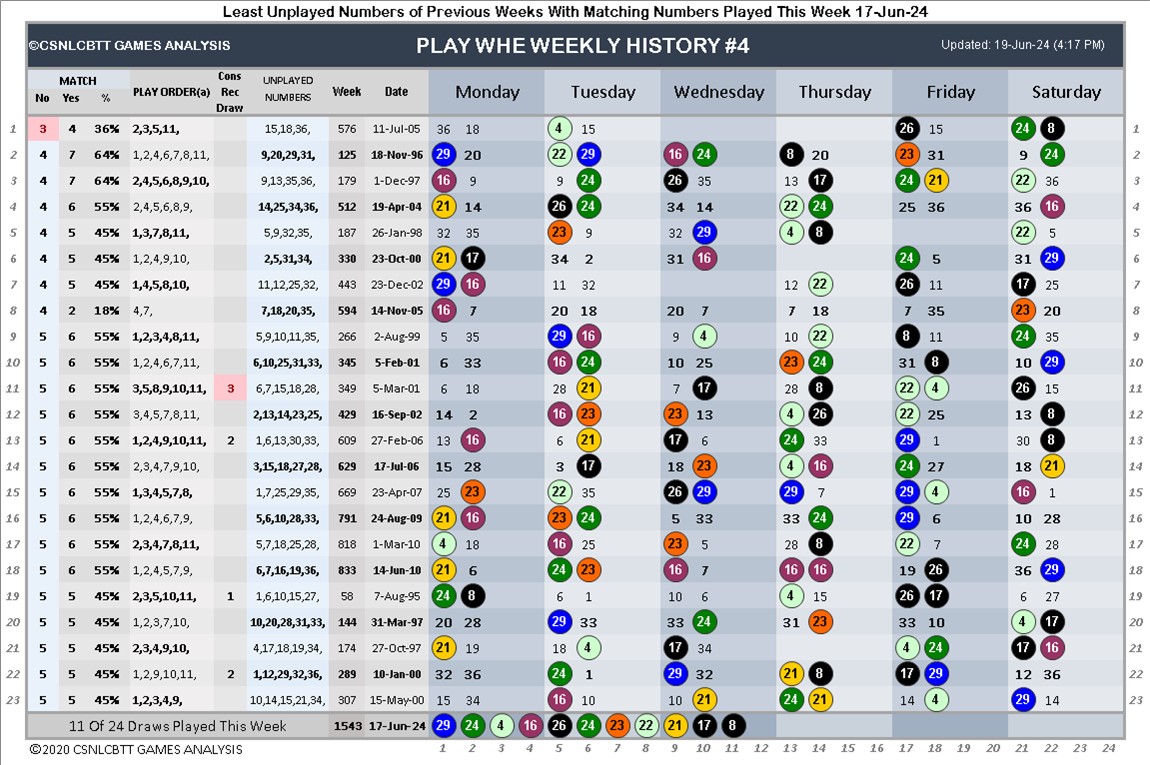 Least Unplayed Numbers of Previous Weeks With Matching Numbers Played This Week 17-Jun-24
©CSNLCBTT GAMES ANALYSIS PLAY WHE WEEKLY HISTORY #4 Updated: 19-Jun-24 (4:17 PM)
MATCH Cons Rec Draw UNPLAYED NUMBERS
No Yes % PLAY ORDER(a) Week Date Monday Tuesday Wednesday Thursday Friday Saturday
1 3 4 36% 2,3,5,11, 15,18,36, 576 11-Jul-05 36 18 4 15 26 15 24 8 1
2 4 7 64% 1,2,4,6,7,8,11, 9,20,29,31, 125 18-Nov-96 29 20 22 29 16 24 8 20 23 31 9 24 2
3 4 7 64% 2,4,5,6,8,9,10, 9,13,35,36, 179 1-Dec-97 16 9 9 24 26 35 13 17 24 21 22 36 3
4 4 6 55% 2,4,5,6,8,9, 14,25,34,36, 512 19-Apr-04 21 14 26 24 34 14 22 24 25 36 36 16 4
5 4 5 45% 1,3,7,8,11, 5,9,32,35, 187 26-Jan-98 32 35 23 9 32 29 4 8 22 5 5
6 4 5 45% 1,2,4,9,10, 2,5,31,34, 330 23-Oct-00 21 17 34 2 31 16 24 5 31 29 6
7 4 5 45% 1,4,5,8,10, 11,12,25,32, 443 23-Dec-02 29 16 11 32 12 22 26 11 17 25 7
8 4 2 18% 4,7, 7,18,20,35, 594 14-Nov-05 16 7 20 18 20 7 7 18 7 35 23 20 8
9 5 6 55% 1,2,3,4,8,11, 5,9,10,11,35, 266 2-Aug-99 5 35 29 16 9 4 10 22 8 11 24 35 9
10 5 6 55% 1,2,4,6,7,11, 6,10,25,31,33, 345 5-Feb-01 6 33 16 24 10 25 23 24 31 8 10 29 10
11 5 6 55% 3,5,8,9,10,11, 3 6,7,15,18,28, 349 5-Mar-01 6 18 28 21 7 17 28 8 22 4 26 15 11
12 5 6 55% 3,4,5,7,8,11, 2,13,14,23,25, 429 16-Sep-02 14 2 16 23 23 13 4 26 22 25 13 8 12
13 5 6 55% 1,2,4,9,10,11, 2 1,6,13,30,33, 609 27-Feb-06 13 16 6 21 17 6 24 33 29 1 30 8 13
14 5 6 55% 2,3,4,7,9,10, 3,15,18,27,28, 629 17-Jul-06 15 28 3 17 18 23 4 16 24 27 18 21 14
15 5 6 55% 1,3,4,5,7,8, 1,7,25,29,35, 669 23-Apr-07 25 23 22 35 26 29 29 7 29 4 16 1 15
16 5 6 55% 1,2,4,6,7,9, 5,6,10,28,33, 791 24-Aug-09 21 16 23 24 5 33 33 24 29 6 10 28 16
17 5 6 55% 2,3,4,7,8,11, 5,7,18,25,28, 818 1-Mar-10 4 18 16 25 23 5 28 8 22 7 24 28 17
18 5 6 55% 1,2,4,5,7,9, 6,7,16,19,36, 833 14-Jun-10 21 6 24 23 16 7 16 16 19 26 36 29 18
19 5 5 45% 2,3,5,10,11, 1 1,6,10,15,27, 58 7-Aug-95 24 8 6 1 10 6 4 15 26 17 6 27 19
20 5 5 45% 1,2,3,7,10, 10,20,28,31,33, 144 31-Mar-97 20 28 29 33 33 24 31 23 33 10 4 17 20
21 5 5 45% 2,3,4,9,10, 4,17,18,19,34, 174 27-Oct-97 21 19 18 4 17 34 4 24 17 16 21
22 5 5 45% 1,2,9,10,11, 2 1,12,29,32,36, 289 10-Jan-00 32 36 24 1 29 32 21 8 17 29 12 36 22
23 5 5 45% 1,2,3,4,9, 10,14,15,21,34, 307 15-May-00 15 34 16 10 10 21 24 21 14 4 29 14 23
11 Of 24 Draws Played This Week 1543 17-Jun-24 29 24 4 16 26 24 23 22 21 17 8
©2020 CSNLCBTT GAMES ANALYSIS 1 2 3 4 5 6 7 8 9 10 11 12 13 14 15 16 17 18 19 20 21 22 23 24